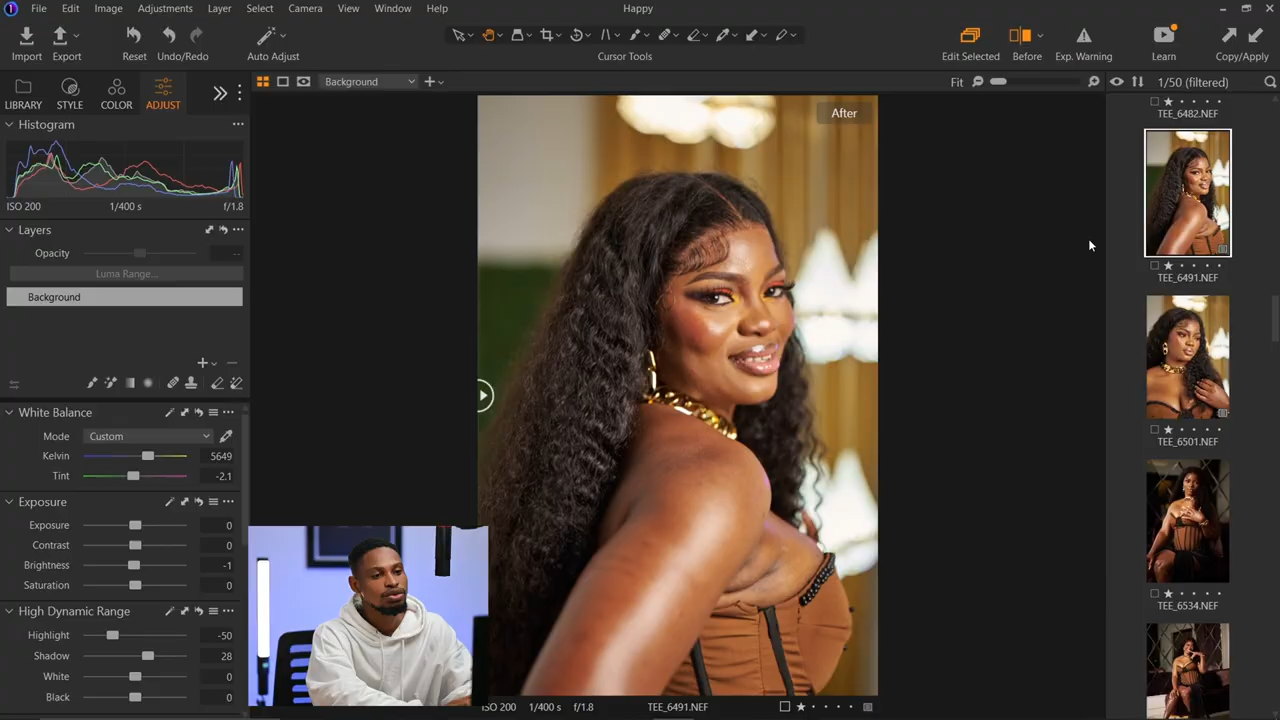 File Edit Image Adjustments Layer Select Camera View Window Help Happy
Import Export Reset Undo/Redo Auto Adjust Cursor Tools Edit Selected Before Exp. Warning Learn Copy/Apply
LIBRARY STYLE COLOR ADJUST
Background
Fit
1/50 (filtered)
Histogram
ISO 200 1/400 s f/1.8
Layers
Opacity --
Luma Range...
Background
White Balance
Mode Custom
Kelvin 5649
Tint -2.1
Exposure
Exposure 0
Contrast 0
Brightness -1
Saturation 0
High Dynamic Range
Highlight -50
Shadow 28
White 0
Black 0
After
ISO 200 1/400 s f/1.8 TEE_6491.NEF
TEE_6482.NEF
TEE_6491.NEF
TEE_6501.NEF
TEE_6534.NEF